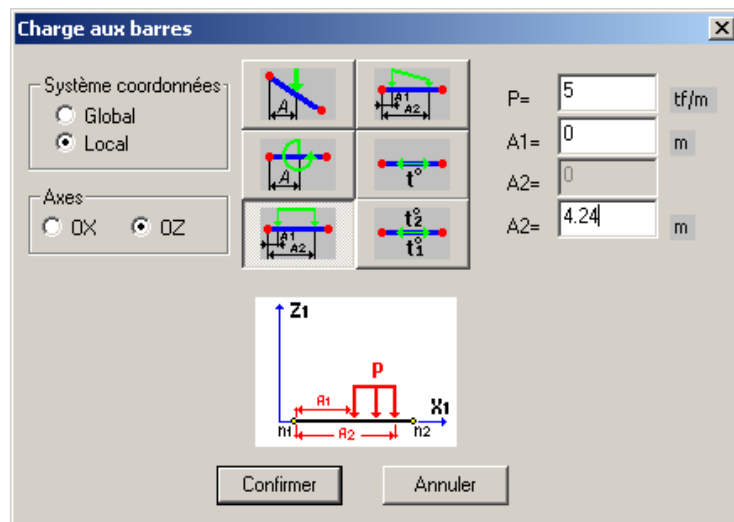 Charge aux barres
Système coordonnées
Global
Local
Axes
OX OZ
A
A1
A2
A
t°
A1
A2
t°2
t°1
P= 5 tf/m
A1= 0 m
A2= 0
A2= 4.24 m
Z1
P
A1
X1
n1 A2 n2
Confirmer Annuler